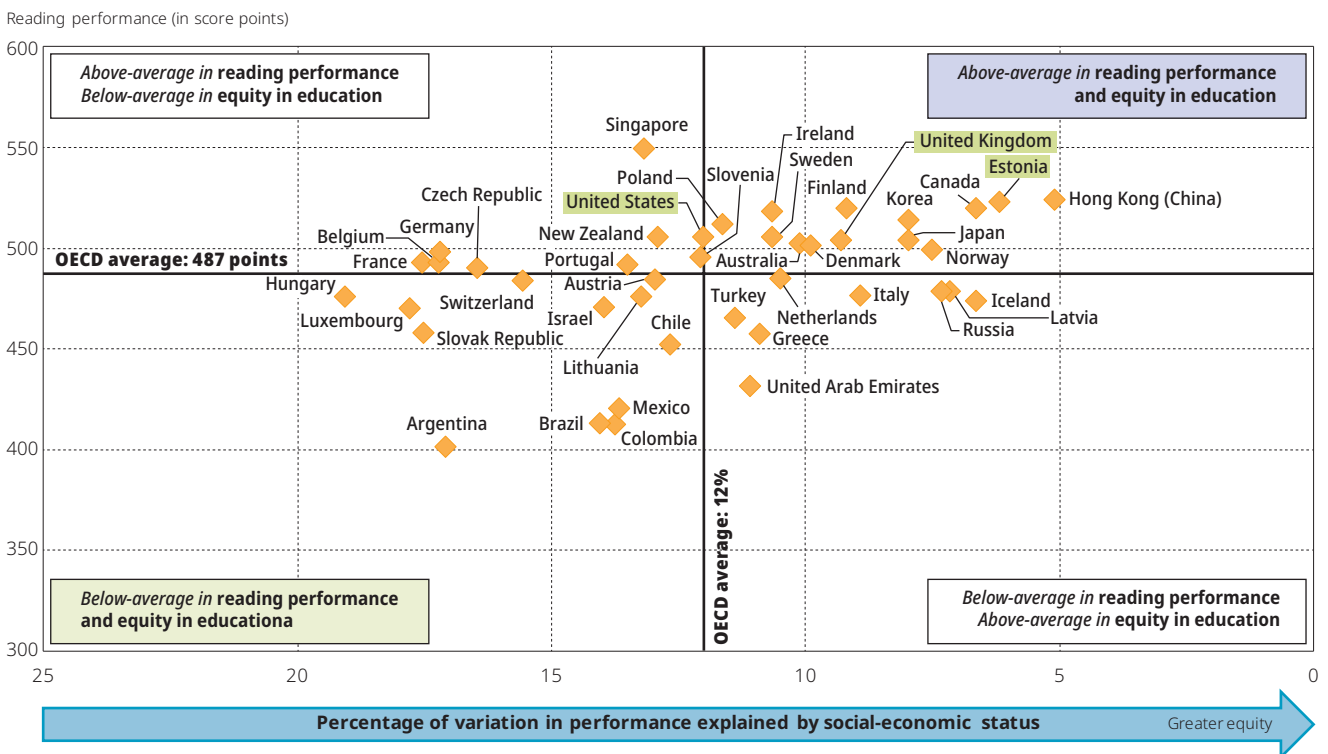 Reading performance (in score points)
600
Above-average in reading performance
Below-average in equity in education
Above-average in reading performance
and equity in education
Singapore
Ireland
550
United Kingdom
Sweden
Estonia
Poland
Slovenia
Canada
Finland
Czech Republic
United States
Korea
Hong Kong (China)
Germany
Belgium
New Zealand
Japan
500
OECD average: 487 points
France
Portugal
Australia
Denmark
Norway
Hungary
Austria
Switzerland
Turkey
Italy
Iceland
Luxembourg
Israel
Chile
Netherlands
Latvia
Slovak Republic
Greece
Russia
450
Lithuania
United Arab Emirates
Argentina
Brazil
Mexico
Colombia
400
OECD average: 12%
350
Below-average in reading performance
and equity in educationa
Below-average in reading performance
Above-average in equity in education
300
25
20
15
10
5
0
Percentage of variation in performance explained by social-economic status
Greater equity